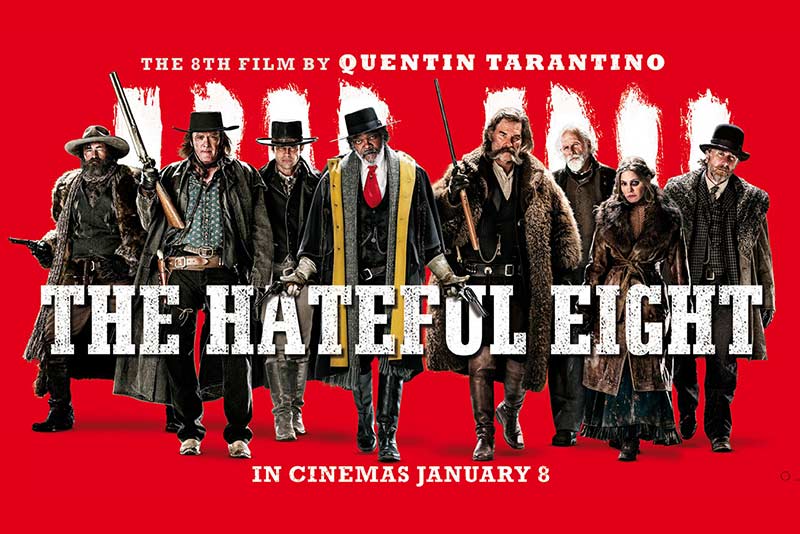 THE 8TH FILM BY QUENTIN TARANTINO
THE HATEFUL EIGHT
IN CINEMAS JANUARY 8